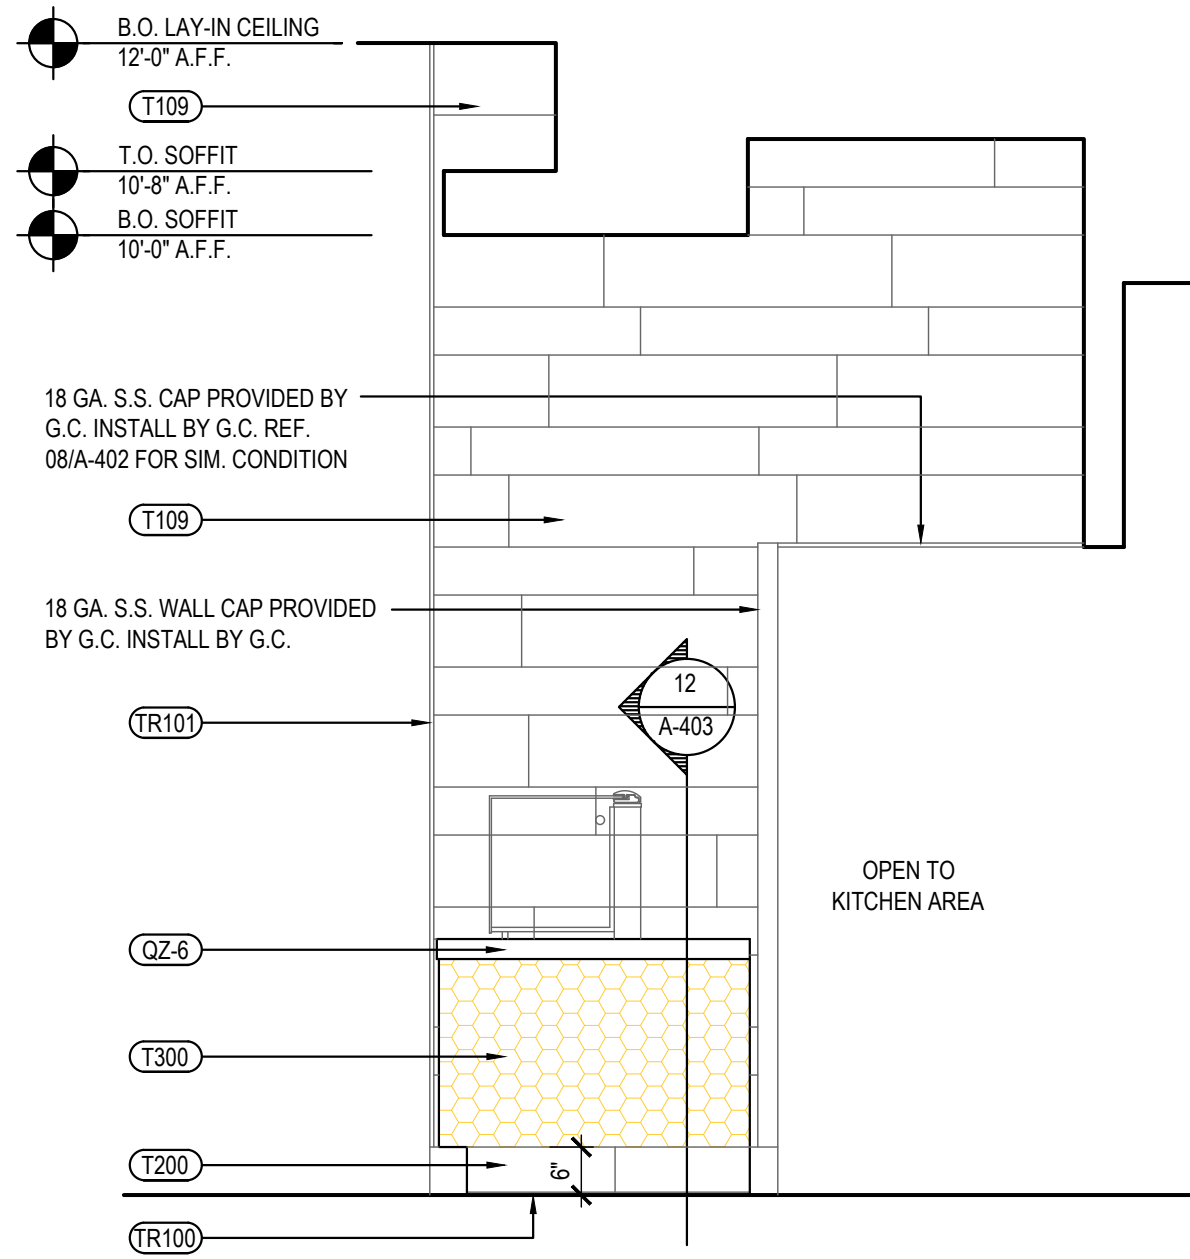 B.O. LAY-IN CEILING
12'-0" A.F.F.
T109
T.O. SOFFIT
10'-8" A.F.F.
B.O. SOFFIT
10'-0" A.F.F.
18 GA. S.S. CAP PROVIDED BY
G.C. INSTALL BY G.C. REF.
08/A-402 FOR SIM. CONDITION
T109
18 GA. S.S. WALL CAP PROVIDED
BY G.C. INSTALL BY G.C.
12
A-403
TR101
OPEN TO
KITCHEN AREA
QZ-6
T300
T200
6"
TR100